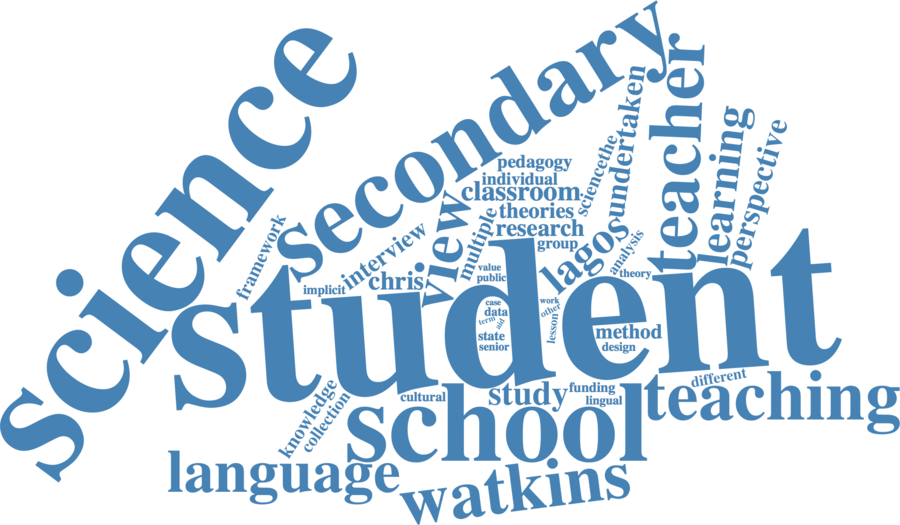 science
secondary
student
teacher
learning
perspective
undertaken
sciencethe
pedagogy
individual
classroom
theories
research
group
view
multiple
interview
framework
implicit
chris
lagos
analysis
theory
value
public
case
data
term
aid
state
senior
work
other
lesson
method
design
different
teaching
study
funding
lingual
cultural
school
knowledge
collection
language
watkins